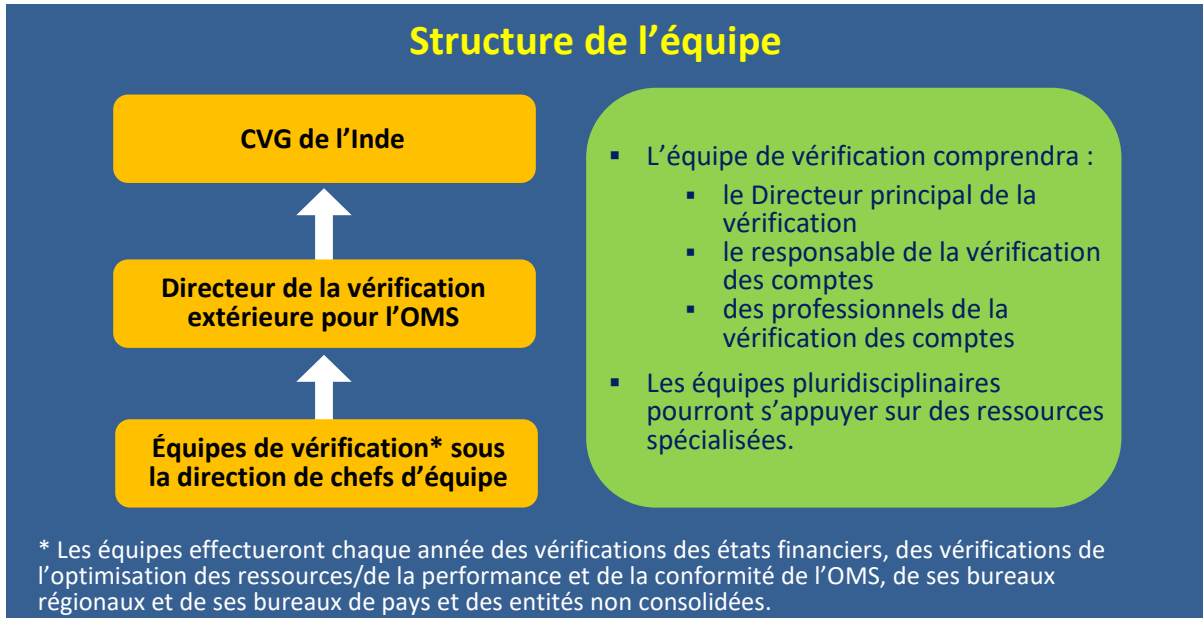 Structure de l’équipe
CVG de l’Inde
Directeur de la vérification
extérieure pour l’OMS
Équipes de vérification* sous
la direction de chefs d’équipe
▪ L’équipe de vérification comprendra :
▪ le Directeur principal de la
vérification
▪ le responsable de la vérification
des comptes
▪ des professionnels de la
vérification des comptes
▪ Les équipes pluridisciplinaires
pourront s’appuyer sur des ressources
spécialisées.
* Les équipes effectueront chaque année des vérifications des états financiers, des vérifications de
l’optimisation des ressources/de la performance et de la conformité de l’OMS, de ses bureaux
régionaux et de ses bureaux de pays et des entités non consolidées.